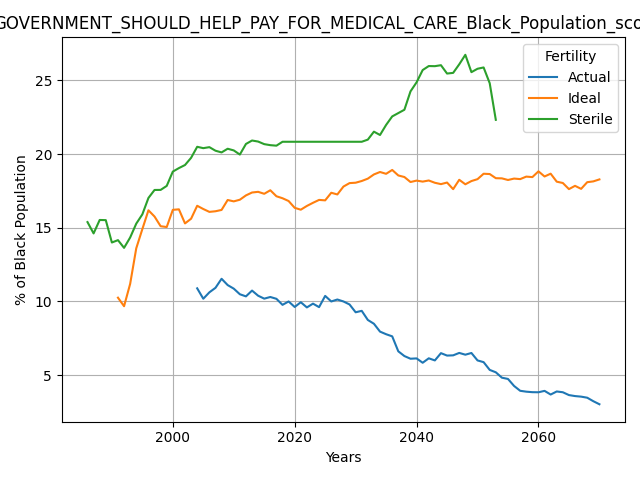 GOVERNMENT_SHOULD_HELP_PAY_FOR_MEDICAL_CARE_Black_Population_sco
Fertility
Actual
Ideal
Sterile
% of Black Population
25
20
15
10
5
2000
2020
2040
2060
Years